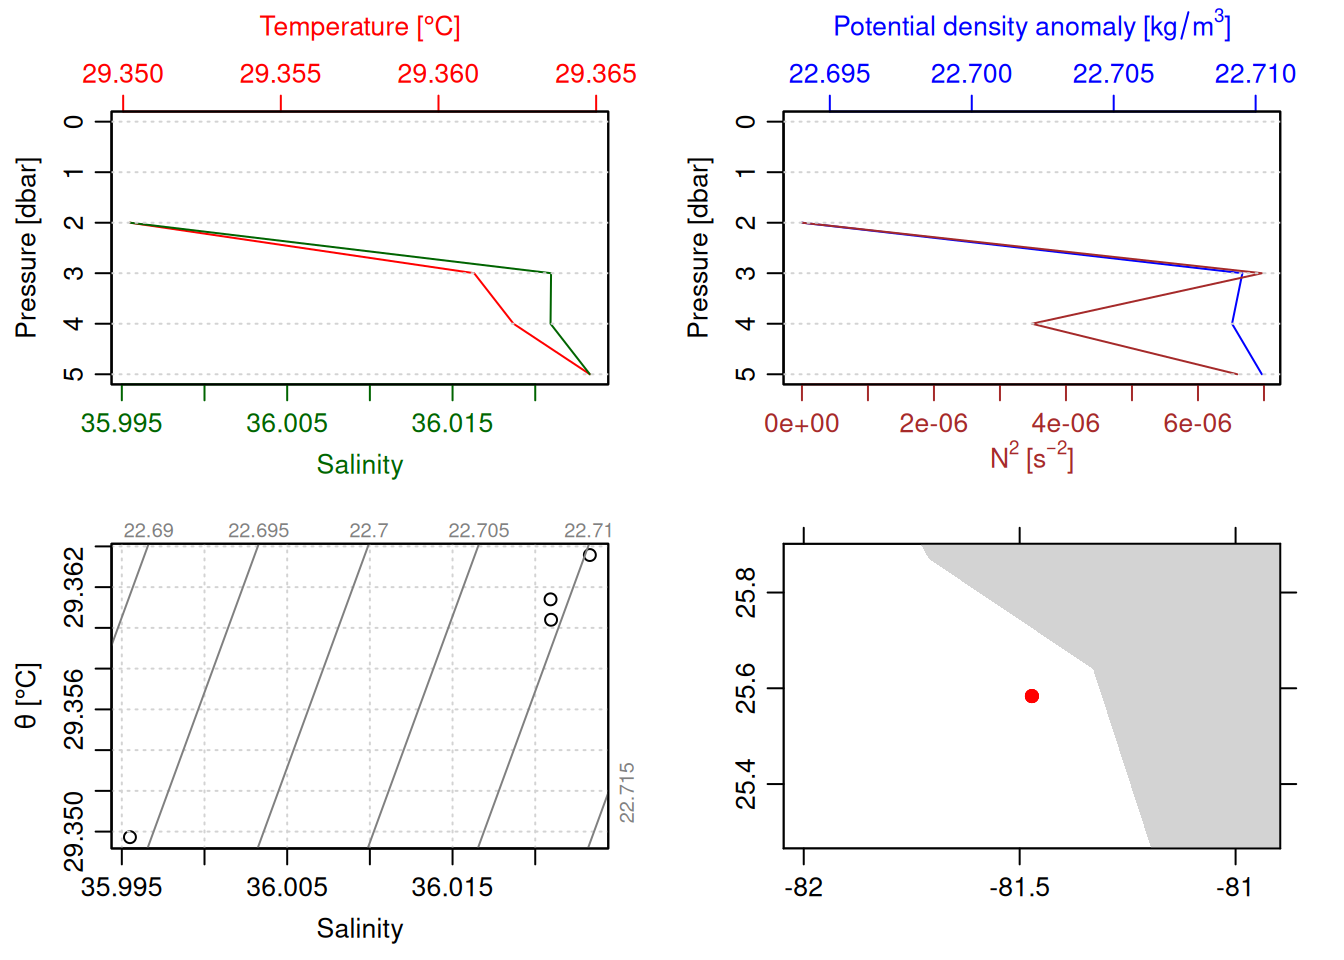 Temperature [°C]
29.350 29.355 29.360 29.365
Pressure [dbar]
0 1 2 3 4 5
35.995 36.005 36.015
Salinity
Potential density anomaly [kg/m³]
22.695 22.700 22.705 22.710
Pressure [dbar]
0 1 2 3 4 5
0e+00 2e-06 4e-06 6e-06
N² [s⁻²]
22.69 22.695 22.7 22.705 22.71
22.715
θ [°C]
29.362 29.356 29.350
35.995 36.005 36.015
Salinity
25.8 25.6 25.4
-82 -81.5 -81